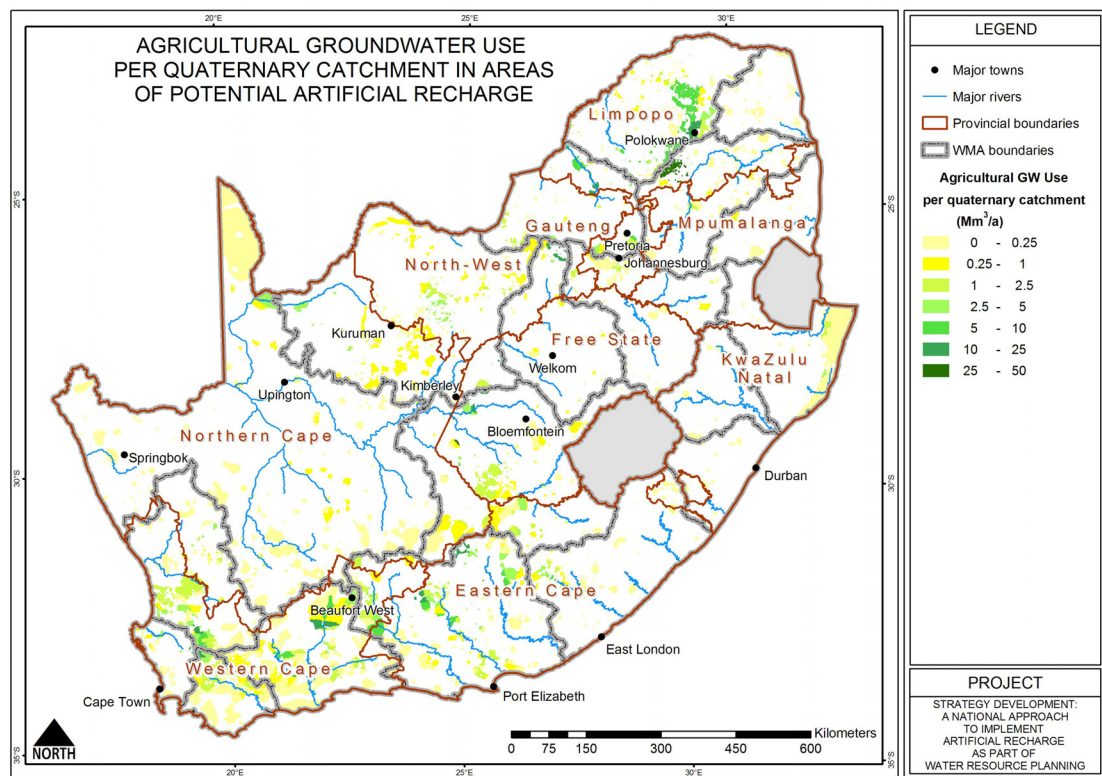 20°E
25°E
30°E
AGRICULTURAL GROUNDWATER USE
PER QUATERNARY CATCHMENT IN AREAS
OF POTENTIAL ARTIFICIAL RECHARGE
Limpopo
Polokwane
25°S
25°S
Gauteng
Mpumalanga
Pretoria
Johannesburg
North-West
Kuruman
Free State
Welkom
KwaZulu
Natal
Upington
Kimberley
Bloemfontein
Northern Cape
Springbok
Durban
30°S
30°S
Eastern Cape
Beaufort West
East London
Western Cape
Cape Town
Port Elizabeth
NORTH
Kilometers
0 75 150 300 450 600
35°S
35°S
20°E
25°E
30°E
LEGEND
Major towns
Major rivers
Provincial boundaries
WMA boundaries
Agricultural GW Use
per quaternary catchment
(Mm³/a)
0 - 0.25
0.25 - 1
1 - 2.5
2.5 - 5
5 - 10
10 - 25
25 - 50
PROJECT
STRATEGY DEVELOPMENT:
A NATIONAL APPROACH
TO IMPLEMENT
ARTIFICIAL RECHARGE
AS PART OF
WATER RESOURCE PLANNING